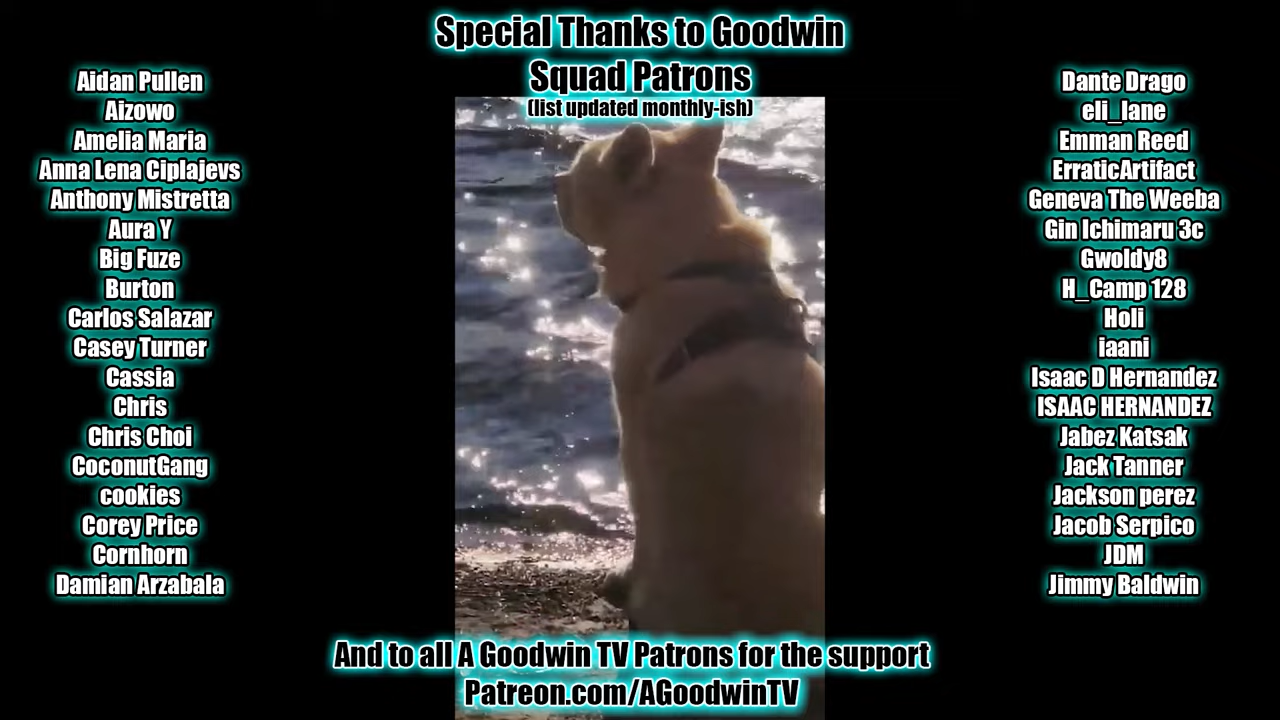 Special Thanks to Goodwin
Squad Patrons
(list updated monthly-ish)
Aidan Pullen
Aizowo
Amelia Maria
Anna Lena Ciplajevs
Anthony Mistretta
Aura Y
Big Fuze
Burton
Carlos Salazar
Casey Turner
Cassia
Chris
Chris Choi
CoconutGang
cookies
Corey Price
Cornhorn
Damian Arzabala
Dante Drago
eli_lane
Emman Reed
ErraticArtifact
Geneva The Weeba
Gin Ichimaru 3c
Gwoldy8
H_Camp 128
Holi
iaani
Isaac D Hernandez
ISAAC HERNANDEZ
Jabez Katsak
Jack Tanner
Jackson perez
Jacob Serpico
JDM
Jimmy Baldwin
And to all A Goodwin TV Patrons for the support
Patreon.com/AGoodwinTV